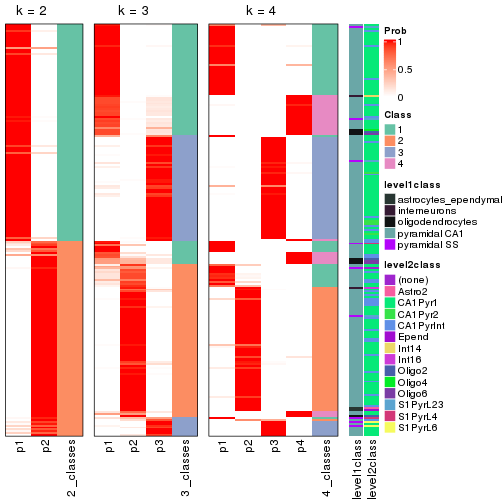 k = 2
k = 3
k = 4
p1
p2
2_classes
p1
p2
p3
3_classes
p1
p2
p3
p4
4_classes
level1class
level2class
Prob
1
0.5
0
Class
1
2
3
4
level1class
astrocytes_ependymal
interneurons
oligodendrocytes
pyramidal CA1
pyramidal SS
level2class
(none)
Astro2
CA1Pyr1
CA1Pyr2
CA1PyrInt
Epend
Int14
Int16
Oligo2
Oligo4
Oligo6
S1PyrL23
S1PyrL4
S1PyrL6